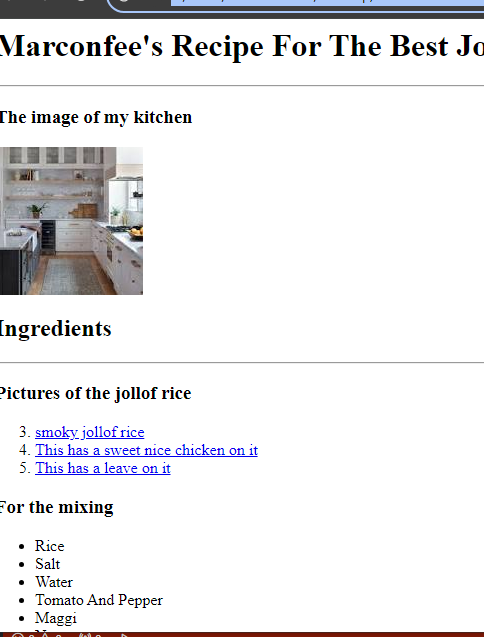 Marconfee's Recipe For The Best Jo
The image of my kitchen
Ingredients
Pictures of the jollof rice
3. smoky jollof rice
4. This has a sweet nice chicken on it
5. This has a leave on it
For the mixing
• Rice
• Salt
• Water
• Tomato And Pepper
• Maggi